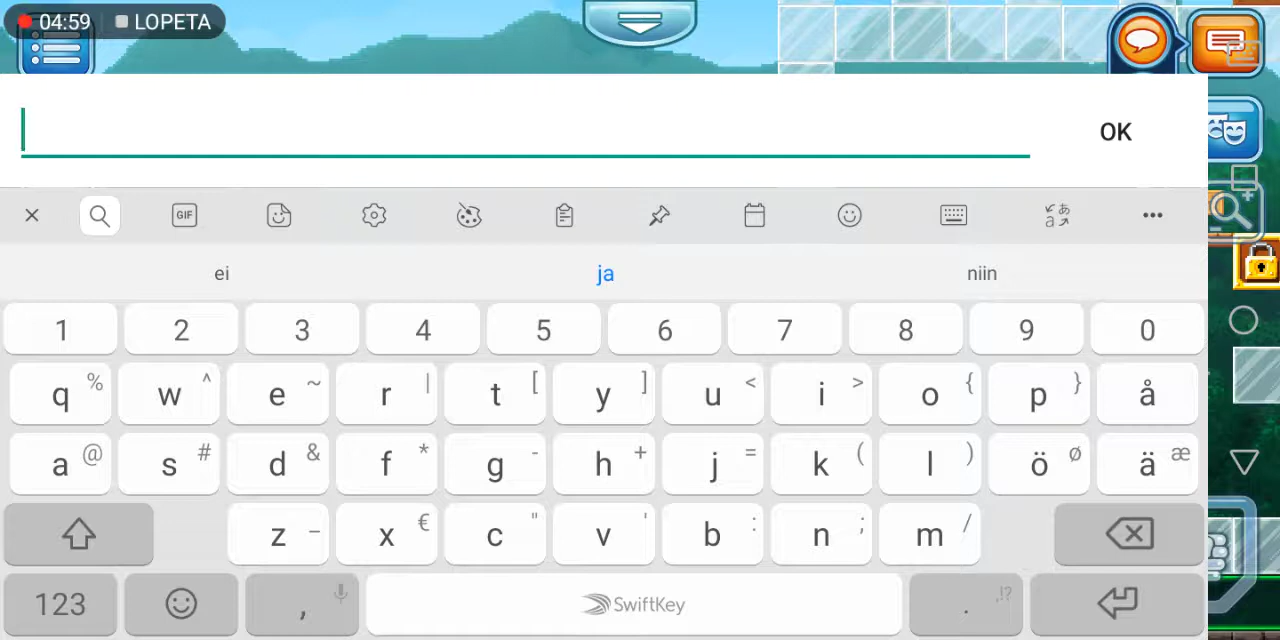 04:59 LOPETA
OK
GIF
ei ja niin
1 2 3 4 5 6 7 8 9 0
q % w ^ e ~ r | t [ y ] u < i > o { p } å
a @ s # d & f * g - h + j = k ( l ) ö ø ä æ
z – x € c " v ' b : n ; m /
123 , SwiftKey . ,!?